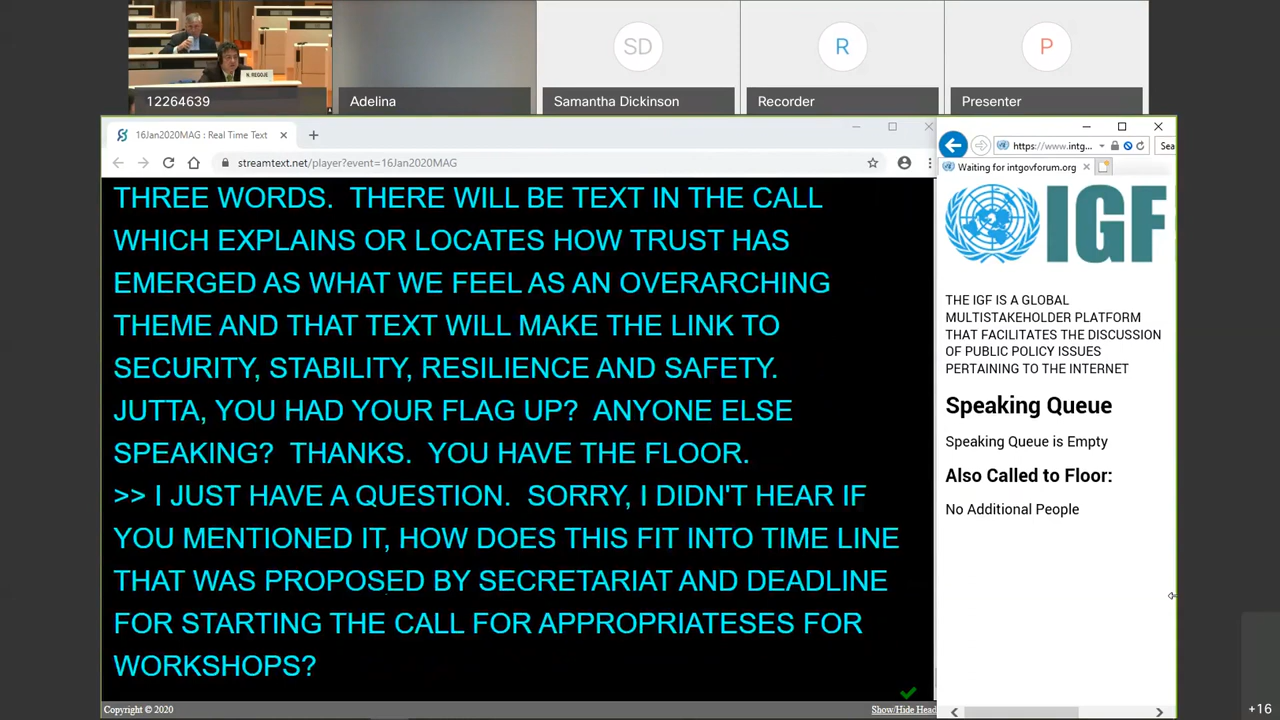 N. REGOJE
SD
R
P
12264639
Adelina
Samantha Dickinson
Recorder
Presenter
16Jan2020MAG : Real Time Text
streamtext.net/player?event=16Jan2020MAG
THREE WORDS. THERE WILL BE TEXT IN THE CALL
WHICH EXPLAINS OR LOCATES HOW TRUST HAS
EMERGED AS WHAT WE FEEL AS AN OVERARCHING
THEME AND THAT TEXT WILL MAKE THE LINK TO
SECURITY, STABILITY, RESILIENCE AND SAFETY.
JUTTA, YOU HAD YOUR FLAG UP? ANYONE ELSE
SPEAKING? THANKS. YOU HAVE THE FLOOR.
>> I JUST HAVE A QUESTION. SORRY, I DIDN'T HEAR IF
YOU MENTIONED IT, HOW DOES THIS FIT INTO TIME LINE
THAT WAS PROPOSED BY SECRETARIAT AND DEADLINE
FOR STARTING THE CALL FOR APPROPRIATESES FOR
WORKSHOPS?
Copyright © 2020
Show/Hide Head
https://www.intg...
Sea
Waiting for intgovforum.org
IGF
THE IGF IS A GLOBAL
MULTISTAKEHOLDER PLATFORM
THAT FACILITATES THE DISCUSSION
OF PUBLIC POLICY ISSUES
PERTAINING TO THE INTERNET
Speaking Queue
Speaking Queue is Empty
Also Called to Floor:
No Additional People
+16